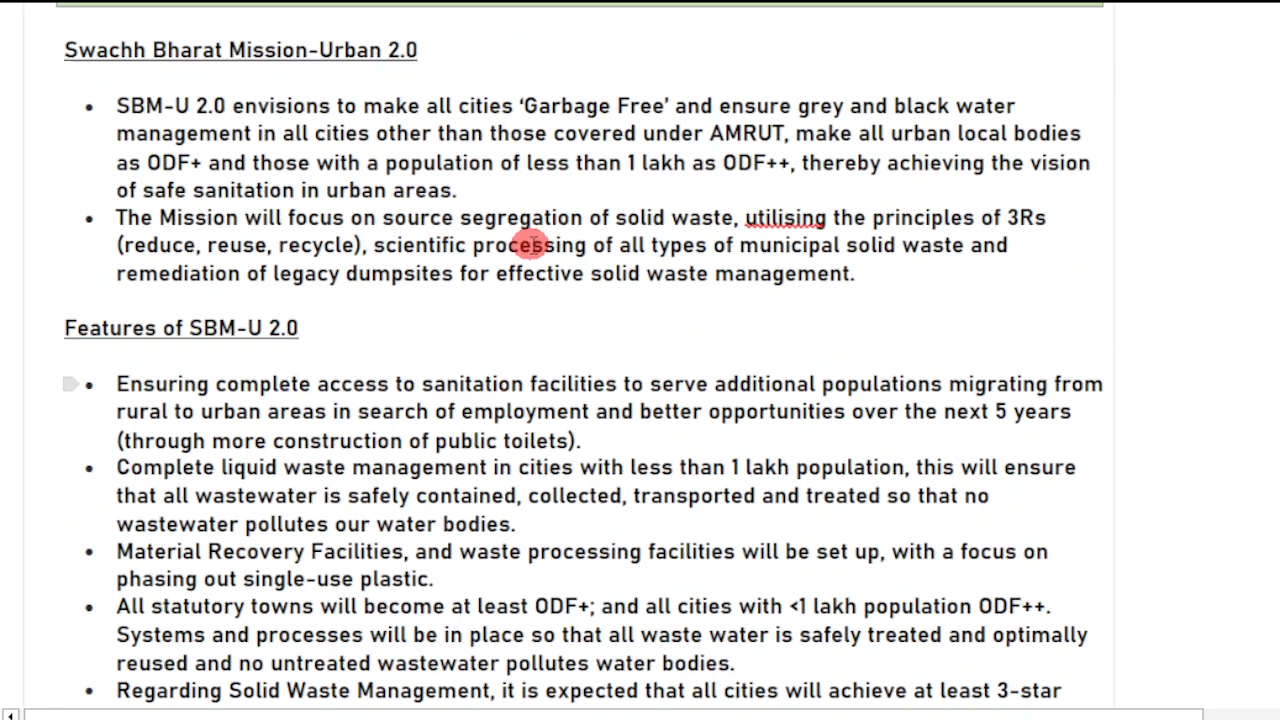 Swachh Bharat Mission-Urban 2.0
• SBM-U 2.0 envisions to make all cities ‘Garbage Free’ and ensure grey and black water
management in all cities other than those covered under AMRUT, make all urban local bodies
as ODF+ and those with a population of less than 1 lakh as ODF++, thereby achieving the vision
of safe sanitation in urban areas.
• The Mission will focus on source segregation of solid waste, utilising the principles of 3Rs
(reduce, reuse, recycle), scientific processing of all types of municipal solid waste and
remediation of legacy dumpsites for effective solid waste management.
Features of SBM-U 2.0
• Ensuring complete access to sanitation facilities to serve additional populations migrating from
rural to urban areas in search of employment and better opportunities over the next 5 years
(through more construction of public toilets).
• Complete liquid waste management in cities with less than 1 lakh population, this will ensure
that all wastewater is safely contained, collected, transported and treated so that no
wastewater pollutes our water bodies.
• Material Recovery Facilities, and waste processing facilities will be set up, with a focus on
phasing out single-use plastic.
• All statutory towns will become at least ODF+; and all cities with <1 lakh population ODF++.
Systems and processes will be in place so that all waste water is safely treated and optimally
reused and no untreated wastewater pollutes water bodies.
• Regarding Solid Waste Management, it is expected that all cities will achieve at least 3-star